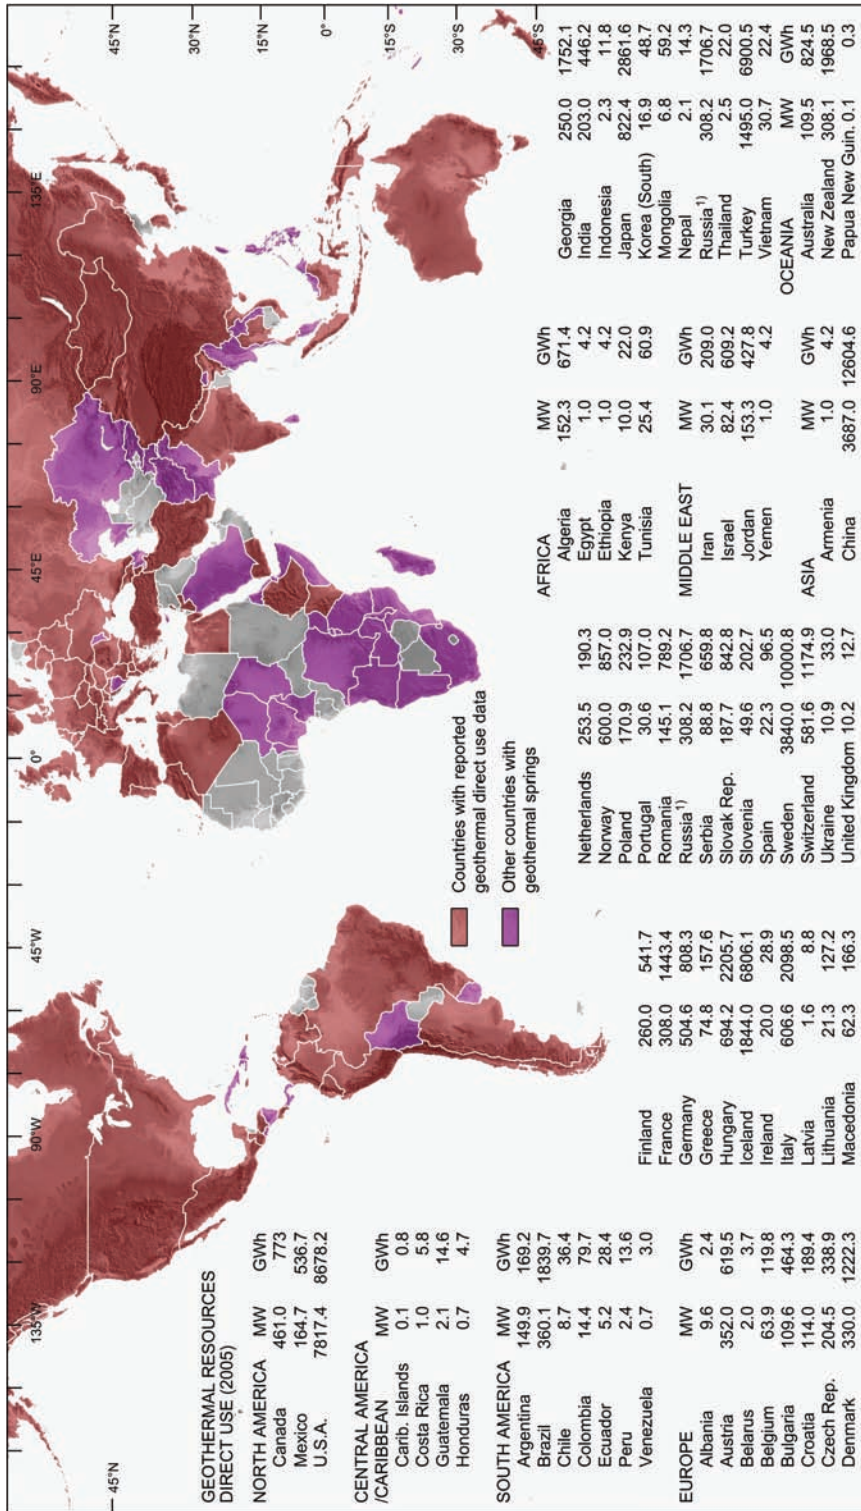 45°N
135°W
90°W
45°W
0°
45°E
90°E
135°E
45°N
30°N
15°N
0°
15°S
30°S
45°S
GEOTHERMAL RESOURCES
DIRECT USE (2005)
NORTH AMERICA MW GWh
Canada 461.0 773
Mexico 164.7 536.7
U.S.A. 7817.4 8678.2
CENTRAL AMERICA
/CARIBBEAN MW GWh
Carib. Islands 0.1 0.8
Costa Rica 1.0 5.8
Guatemala 2.1 14.6
Honduras 0.7 4.7
SOUTH AMERICA MW GWh
Argentina 149.9 169.2
Brazil 360.1 1839.7
Chile 8.7 36.4
Colombia 14.4 79.7
Ecuador 5.2 28.4
Peru 2.4 13.6
Venezuela 0.7 3.0
EUROPE MW GWh
Albania 9.6 2.4
Austria 352.0 619.5
Belarus 2.0 3.7
Belgium 63.9 119.8
Bulgaria 109.6 464.3
Croatia 114.0 189.4
Czech Rep. 204.5 338.9
Denmark 330.0 1222.3
Finland 260.0 541.7
France 308.0 1443.4
Germany 504.6 808.3
Greece 74.8 157.6
Hungary 694.2 2205.7
Iceland 1844.0 6806.1
Ireland 20.0 28.9
Italy 606.6 2098.5
Latvia 1.6 8.8
Lithuania 21.3 127.2
Macedonia 62.3 166.3
Countries with reported
geothermal direct use data
Other countries with
geothermal springs
Netherlands 253.5 190.3
Norway 600.0 857.0
Poland 170.9 232.9
Portugal 30.6 107.0
Romania 145.1 789.2
Russia 1) 308.2 1706.7
Serbia 88.8 659.8
Slovak Rep. 187.7 842.8
Slovenia 49.6 202.7
Spain 22.3 96.5
Sweden 3840.0 10000.8
Switzerland 581.6 1174.9
Ukraine 10.9 33.0
United Kingdom 10.2 12.7
AFRICA MW GWh
Algeria 152.3 671.4
Egypt 1.0 4.2
Ethiopia 1.0 4.2
Kenya 10.0 22.0
Tunisia 25.4 60.9
MIDDLE EAST MW GWh
Iran 30.1 209.0
Israel 82.4 609.2
Jordan 153.3 427.8
Yemen 1.0 4.2
ASIA MW GWh
Armenia 1.0 4.2
China 3687.0 12604.6
Georgia 250.0 1752.1
India 203.0 446.2
Indonesia 2.3 11.8
Japan 822.4 2861.6
Korea (South) 16.9 48.7
Mongolia 6.8 59.2
Nepal 2.1 14.3
Russia 1) 308.2 1706.7
Thailand 2.5 22.0
Turkey 1495.0 6900.5
Vietnam 30.7 22.4
OCEANIA MW GWh
Australia 109.5 824.5
New Zealand 308.1 1968.5
Papua New Guin. 0.1 0.3